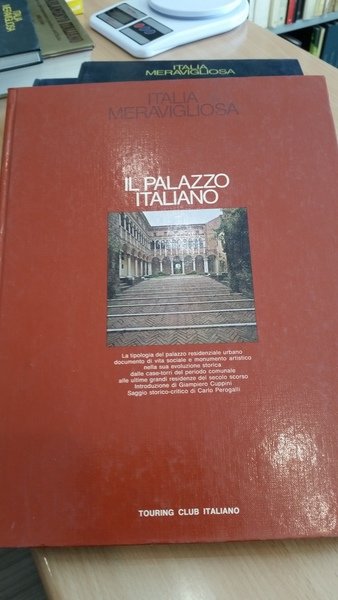 ITALIA
MERAVIGLIOSA
ITALIA
MERAVIGLIOSA
ITALIA
MERAVIGLIOSA
IL PALAZZO
ITALIANO
La tipologia del palazzo residenziale urbano
documento di vita sociale e monumento artistico
nella sua evoluzione storica
dalle case-torri del periodo comunale
alle ultime grandi residenze del secolo scorso
Introduzione di Giampiero Cuppini
Saggio storico-critico di Carlo Perogalli
TOURING CLUB ITALIANO